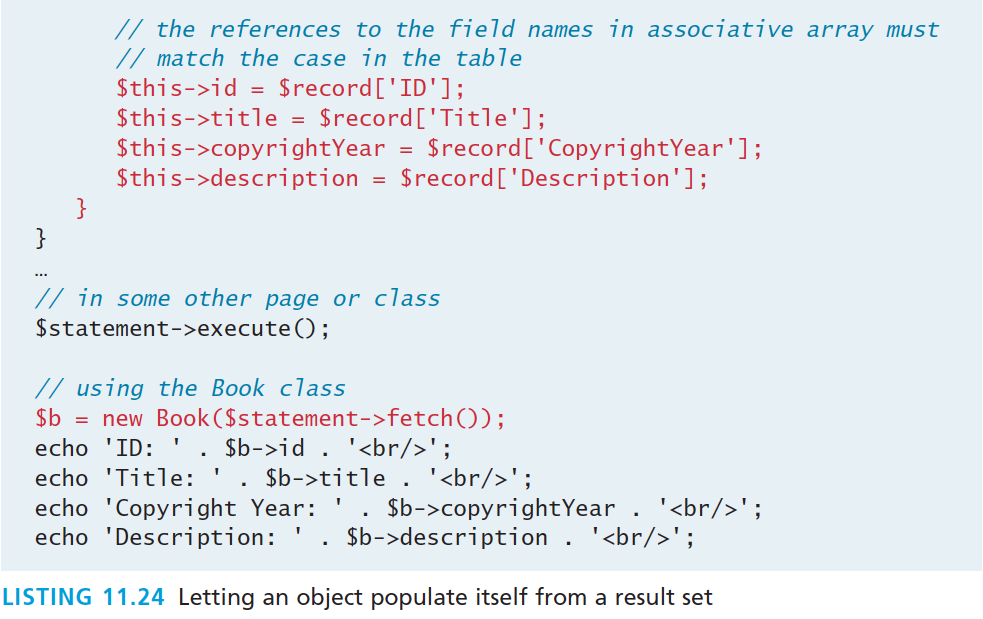 // the references to the field names in associative array must
// match the case in the table
$this->id = $record['ID'];
$this->title = $record['Title'];
$this->copyrightYear = $record['CopyrightYear'];
$this->description = $record['Description'];
}
}
…
// in some other page or class
$statement->execute();
// using the Book class
$b = new Book($statement->fetch());
echo 'ID: ' . $b->id . '<br/>';
echo 'Title: ' . $b->title . '<br/>';
echo 'Copyright Year: ' . $b->copyrightYear . '<br/>';
echo 'Description: ' . $b->description . '<br/>';
LISTING 11.24 Letting an object populate itself from a result set